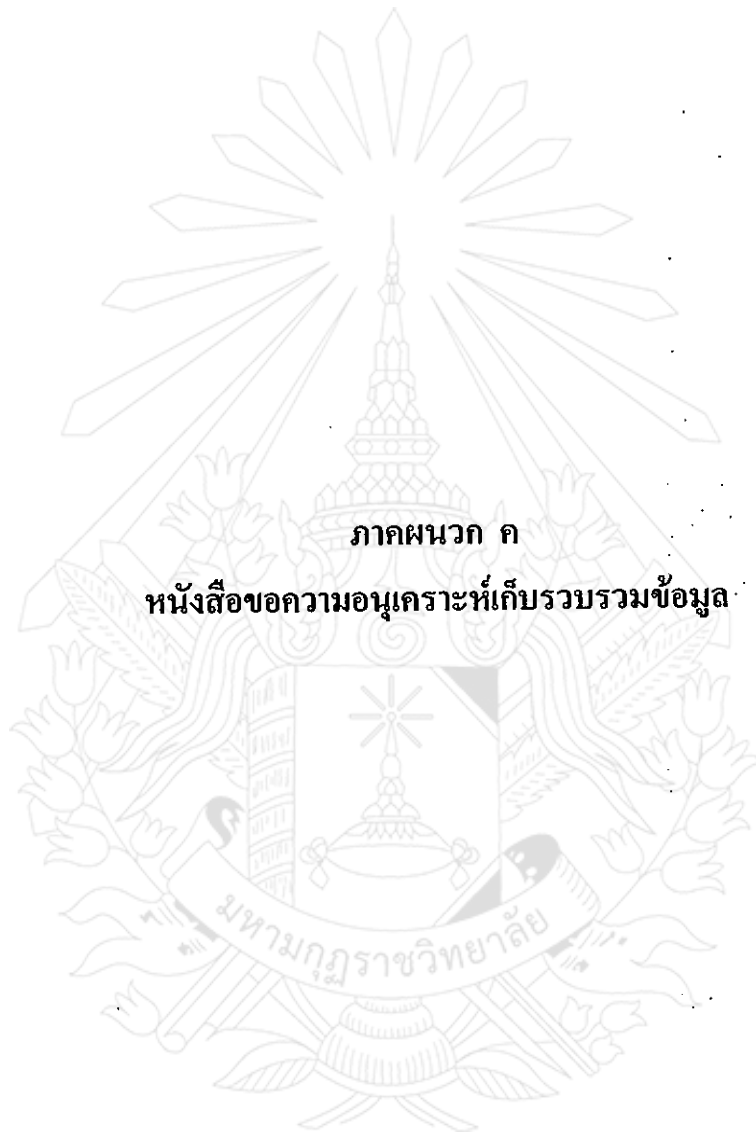 ภาคผนวก ค
หนังสือขอความอนุเคราะห์เก็บรวบรวมข้อมูล
มหามกุฏราชวิทยาลัย